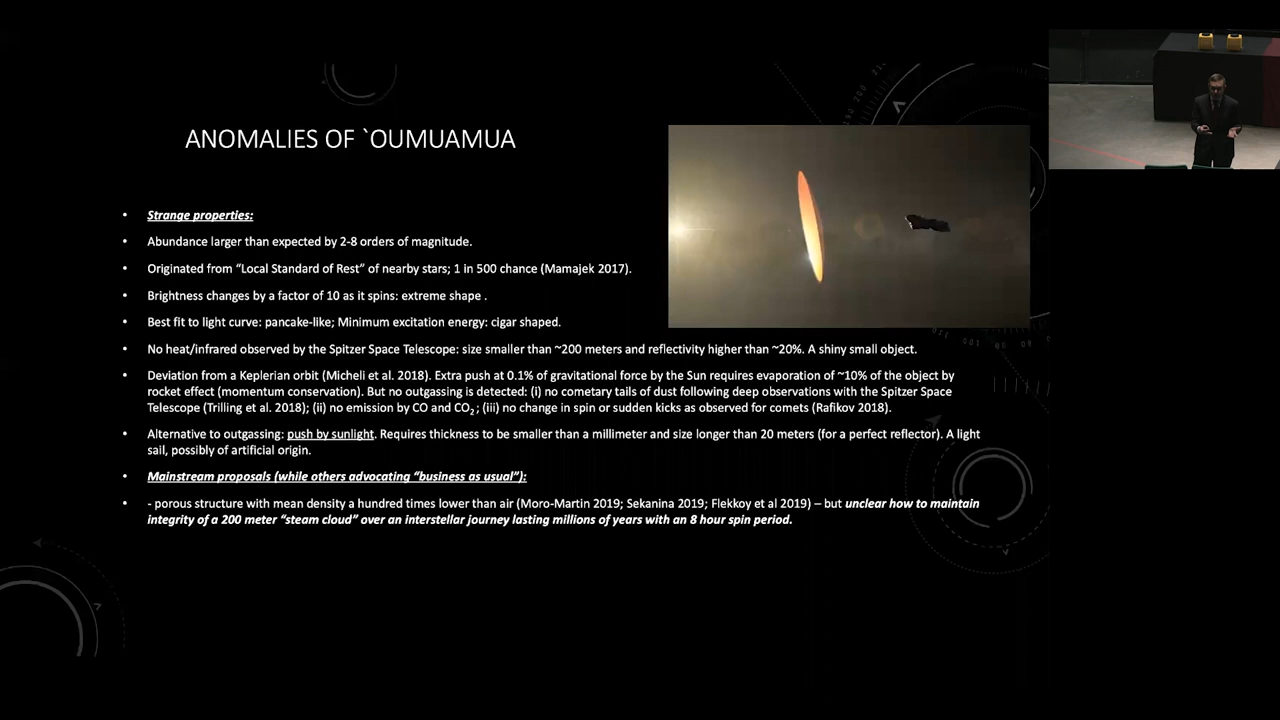 ANOMALIES OF `OUMUAMUA
• Strange properties:
• Abundance larger than expected by 2-8 orders of magnitude.
• Originated from “Local Standard of Rest” of nearby stars; 1 in 500 chance (Mamajek 2017).
• Brightness changes by a factor of 10 as it spins: extreme shape .
• Best fit to light curve: pancake-like; Minimum excitation energy: cigar shaped.
• No heat/infrared observed by the Spitzer Space Telescope: size smaller than ~200 meters and reflectivity higher than ~20%. A shiny small object.
• Deviation from a Keplerian orbit (Micheli et al. 2018). Extra push at 0.1% of gravitational force by the Sun requires evaporation of ~10% of the object by
rocket effect (momentum conservation). But no outgassing is detected: (i) no cometary tails of dust following deep observations with the Spitzer Space
Telescope (Trilling et al. 2018); (ii) no emission by CO and CO₂ ; (iii) no change in spin or sudden kicks as observed for comets (Rafikov 2018).
• Alternative to outgassing: push by sunlight. Requires thickness to be smaller than a millimeter and size longer than 20 meters (for a perfect reflector). A light
sail, possibly of artificial origin.
• Mainstream proposals (while others advocating “business as usual”):
• - porous structure with mean density a hundred times lower than air (Moro-Martin 2019; Sekanina 2019; Flekkoy et al 2019) – but unclear how to maintain
integrity of a 200 meter “steam cloud” over an interstellar journey lasting millions of years with an 8 hour spin period.